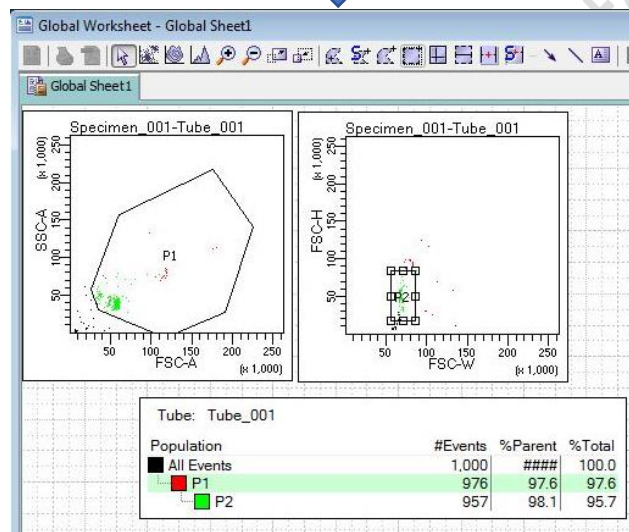 Global Worksheet - Global Sheet1
Global Sheet1
Specimen_001-Tube_001
SSC-A
(x 1,000)
50 100 150 200 250
P1
50 100 150 200 250
FSC-A
(x 1,000)
Specimen_001-Tube_001
FSC-H
(x 1,000)
50 100 150 200 250
P2
50 100 150 200 250
FSC-W
(x 1,000)
Tube: Tube_001
Population #Events %Parent %Total
All Events 1,000 #### 100.0
P1 976 97.6 97.6
P2 957 98.1 95.7